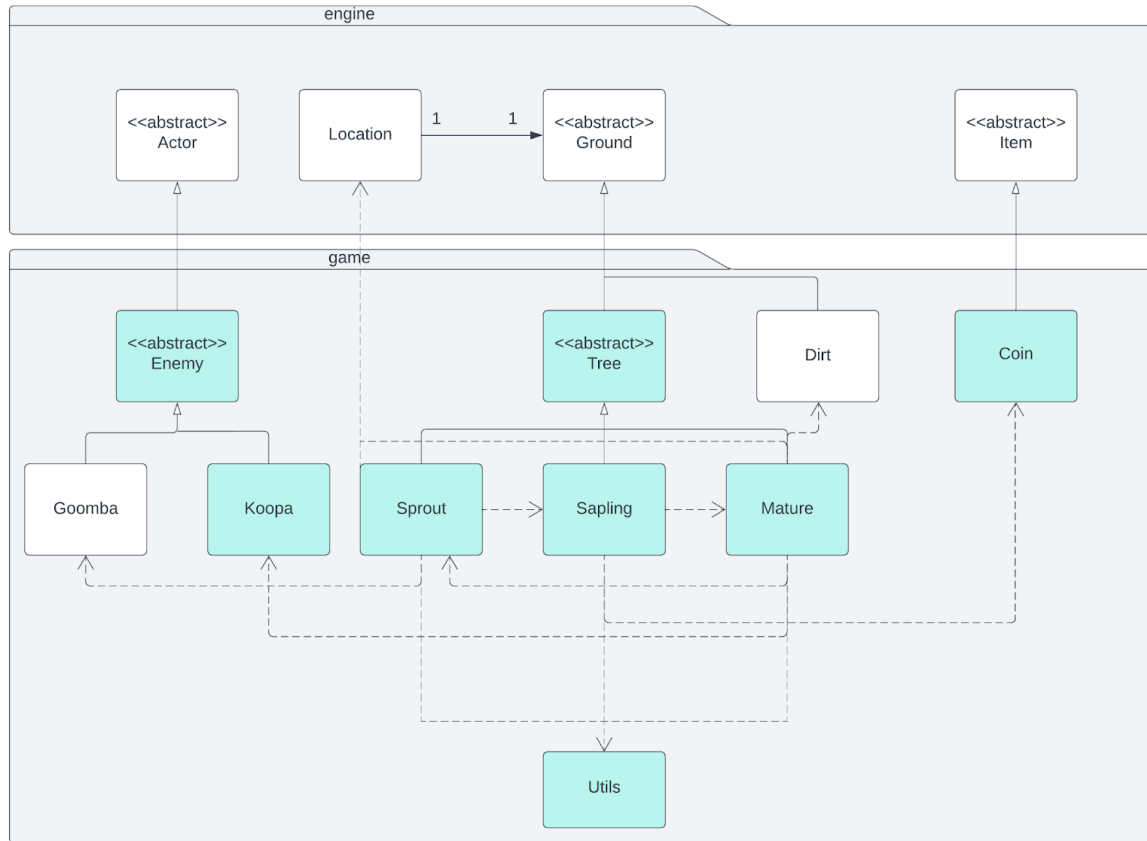 engine
<<abstract>>
Actor
Location
1
1
<<abstract>>
Ground
<<abstract>>
Item
game
<<abstract>>
Enemy
<<abstract>>
Tree
Dirt
Coin
Goomba
Koopa
Sprout
Sapling
Mature
Utils